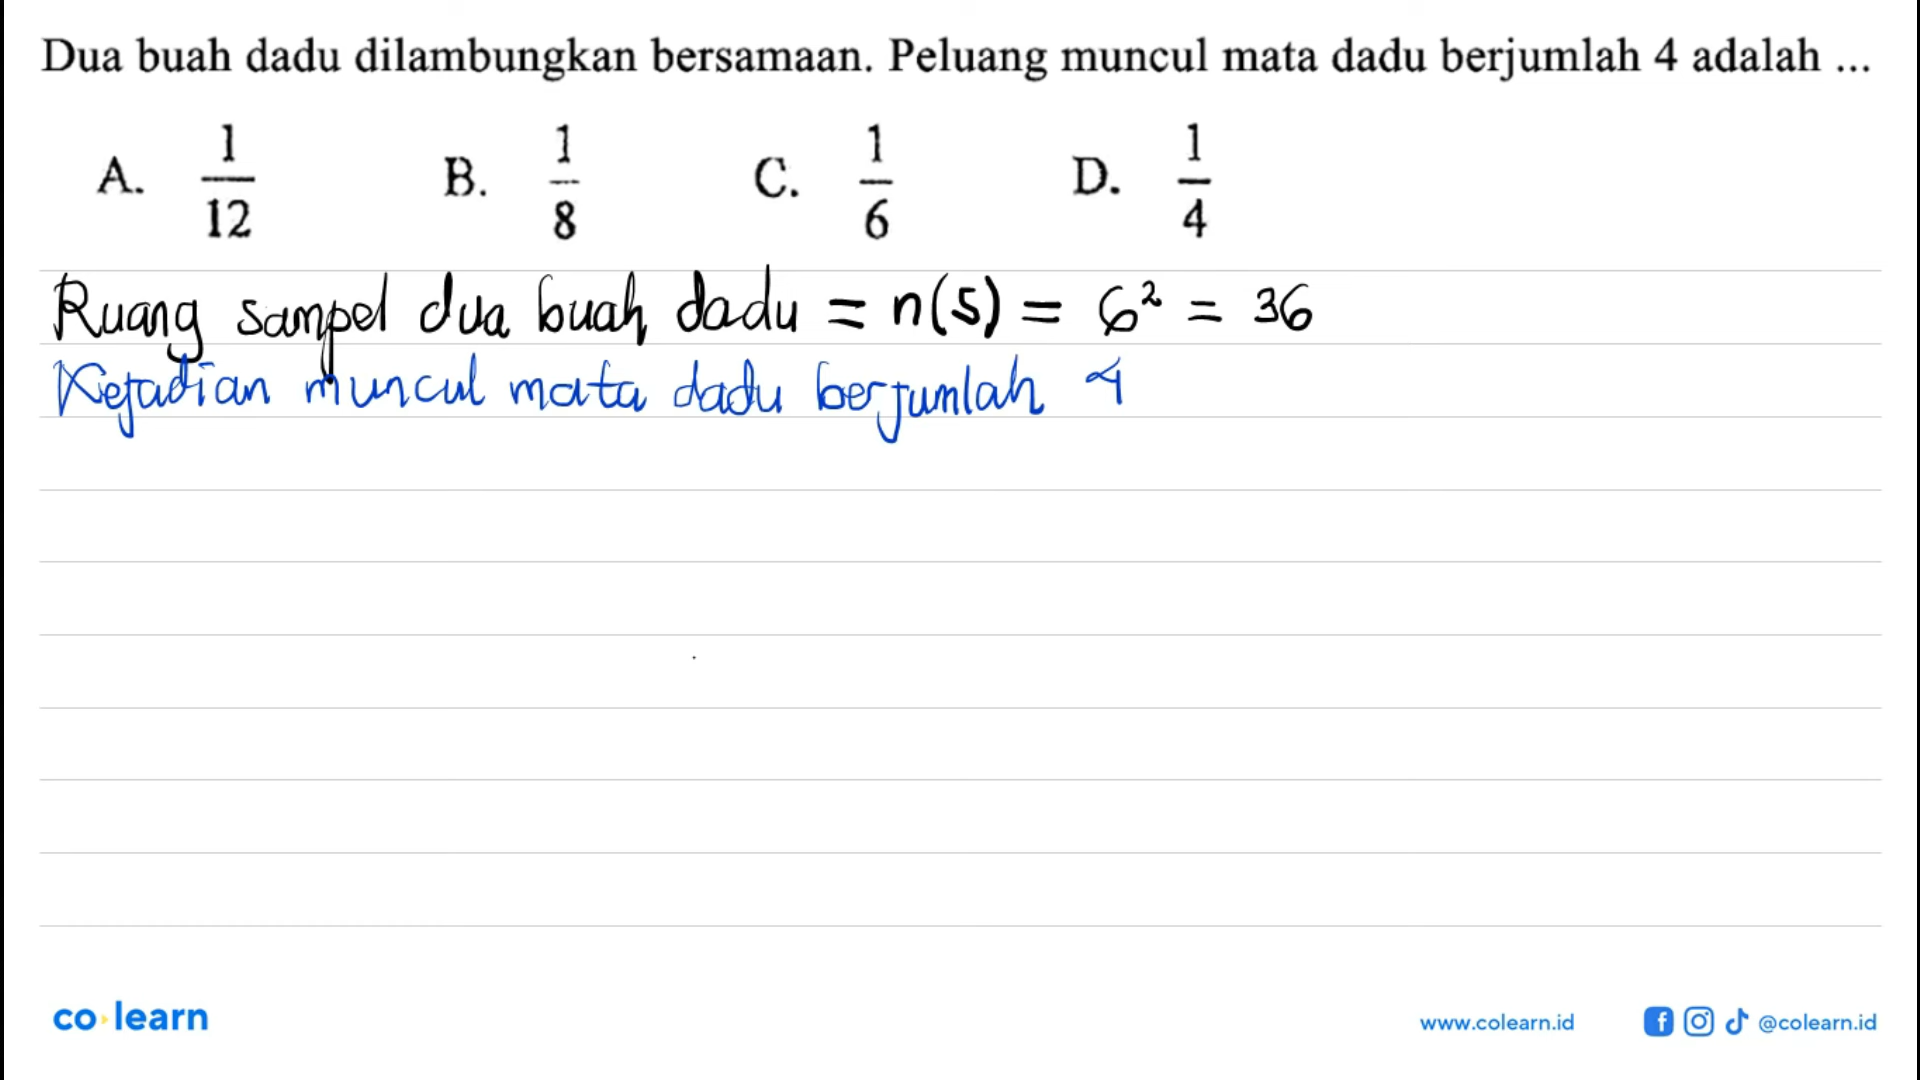 Dua buah dadu dilambungkan bersamaan. Peluang muncul mata dadu berjumlah 4 adalah ...
A. 1/12 B. 1/8 C. 1/6 D. 1/4
Ruang sampel dua buah dadu = n(S) = 6² = 36
Kejadian muncul mata dadu berjumlah 4
co learn
www.colearn.id @colearn.id